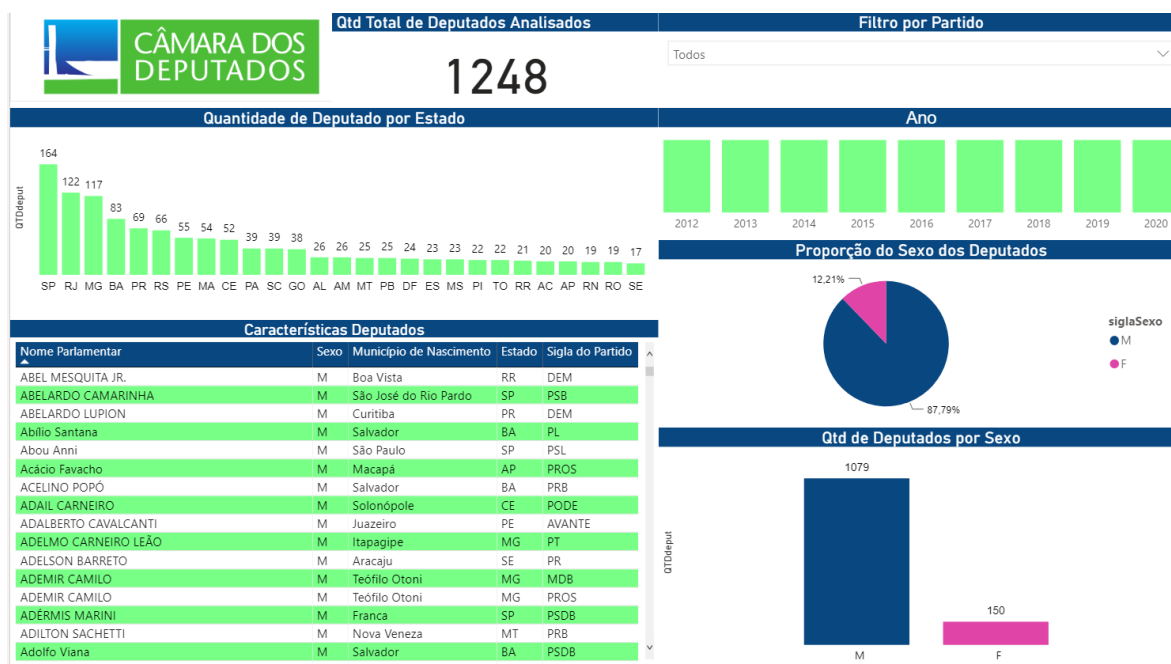 CÂMARA DOS
DEPUTADOS
Qtd Total de Deputados Analisados
1248
Filtro por Partido
Todos
Quantidade de Deputado por Estado
QTDdeput
164 122 117 83 69 66 55 54 52 39 39 38 26 26 25 25 24 23 23 22 22 21 20 20 19 19 17
SP RJ MG BA PR RS PE MA CE PA SC GO AL AM MT PB DF ES MS PI TO RR AC AP RN RO SE
Ano
2012 2013 2014 2015 2016 2017 2018 2019 2020
Proporção do Sexo dos Deputados
12,21%
87,79%
siglaSexo
M
F
Características Deputados
Nome Parlamentar Sexo Município de Nascimento Estado Sigla do Partido
ABEL MESQUITA JR. M Boa Vista RR DEM
ABELARDO CAMARINHA M São José do Rio Pardo SP PSB
ABELARDO LUPION M Curitiba PR DEM
Abílio Santana M Salvador BA PL
Abou Anni M São Paulo SP PSL
Acácio Favacho M Macapá AP PROS
ACELINO POPÓ M Salvador BA PRB
ADAIL CARNEIRO M Solonópole CE PODE
ADALBERTO CAVALCANTI M Juazeiro PE AVANTE
ADELMO CARNEIRO LEÃO M Itapagipe MG PT
ADELSON BARRETO M Aracaju SE PR
ADEMIR CAMILO M Teófilo Otoni MG MDB
ADEMIR CAMILO M Teófilo Otoni MG PROS
ADÉRMIS MARINI M Franca SP PSDB
ADILTON SACHETTI M Nova Veneza MT PRB
Adolfo Viana M Salvador BA PSDB
Qtd de Deputados por Sexo
QTDdeput
1079
150
M F